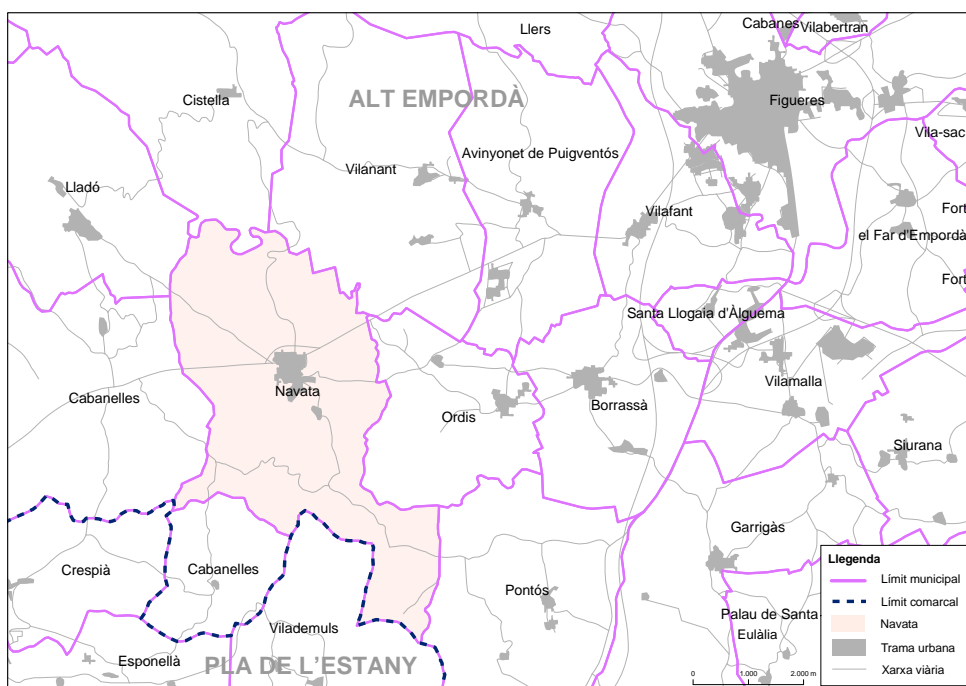 Cabanes
Vilabertran
Llers
Cistella
ALT EMPORDÀ
Figueres
Vila-sac
Avinyonet de Puigventós
Vilanant
Lladó
Vilafant
Fort
el Far d'Empordà
Fort
Santa Llogaia d'Àlguema
Navata
Vilamalla
Cabanelles
Borrassà
Ordis
Siurana
Garrigàs
Crespià
Cabanelles
Pontós
Palau de Santa
Eulàlia
Vilademuls
Esponellà
PLA DE L'ESTANY
Llegenda
Límit municipal
Límit comarcal
Navata
Trama urbana
Xarxa viària
0 1.000 2.000 m